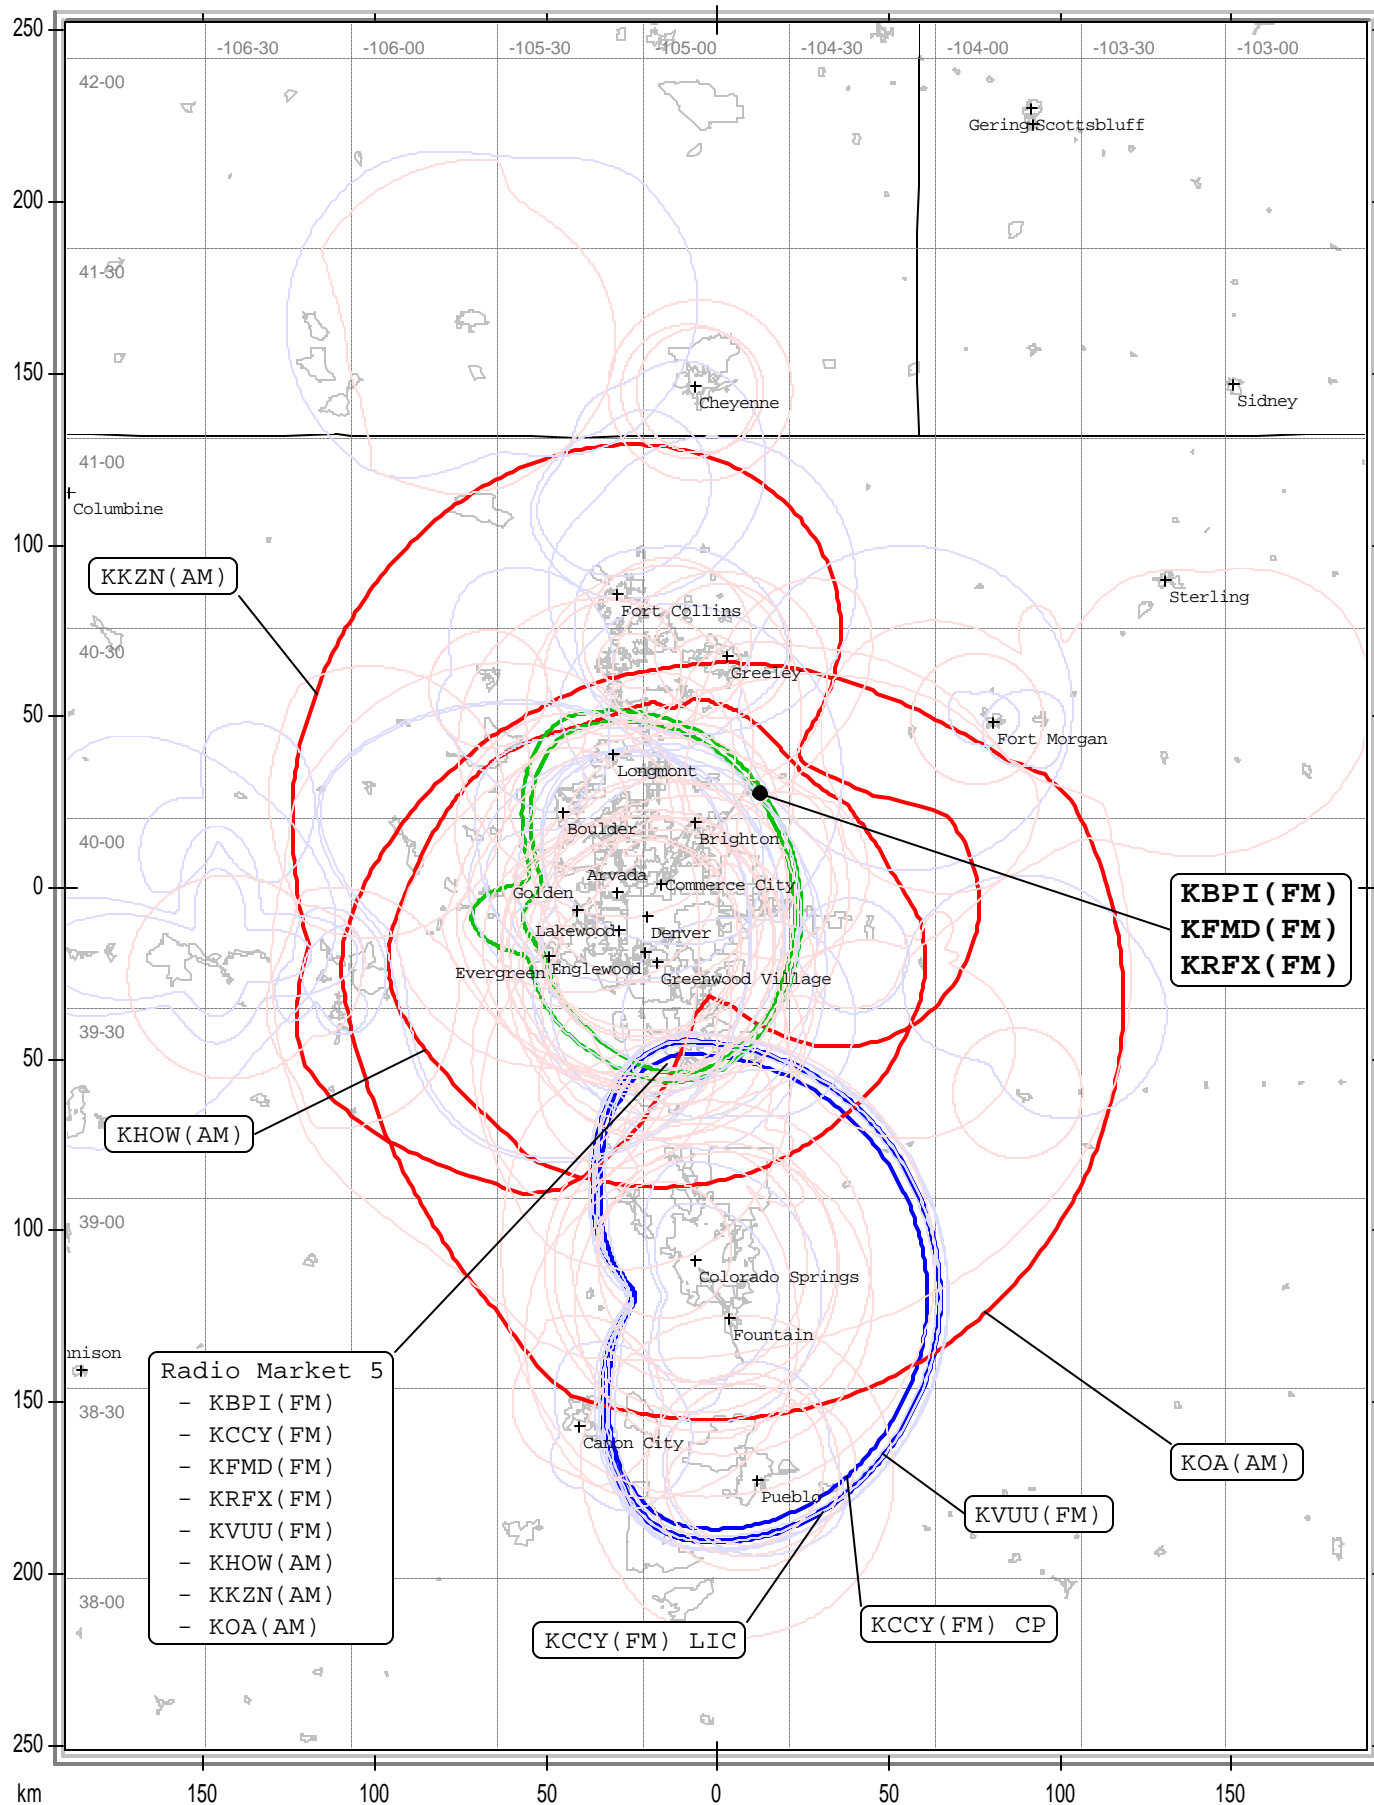 250
-106-30
-106-00
-105-30
-105-00
-104-30
-104-00
-103-30
-103-00
42-00
Gering
Scottsbluff
200
41-30
150
Cheyenne
Sidney
41-00
Columbine
100
KKZN(AM)
Fort Collins
Sterling
40-30
Greeley
50
Fort Morgan
Longmont
Boulder
Brighton
40-00
Arvada
0
Commerce City
Golden
KBPI(FM)
KFMD(FM)
KRFX(FM)
Lakewood
Denver
Evergreen
Englewood
Greenwood Village
39-30
50
KHOW(AM)
39-00
100
Colorado Springs
Fountain
nnison
Radio Market 5
- KBPI(FM)
- KCCY(FM)
- KFMD(FM)
- KRFX(FM)
- KVUU(FM)
- KHOW(AM)
- KKZN(AM)
- KOA(AM)
150
38-30
Canon City
KOA(AM)
Pueblo
KVUU(FM)
200
38-00
KCCY(FM) LIC
KCCY(FM) CP
250
km
150
100
50
0
50
100
150